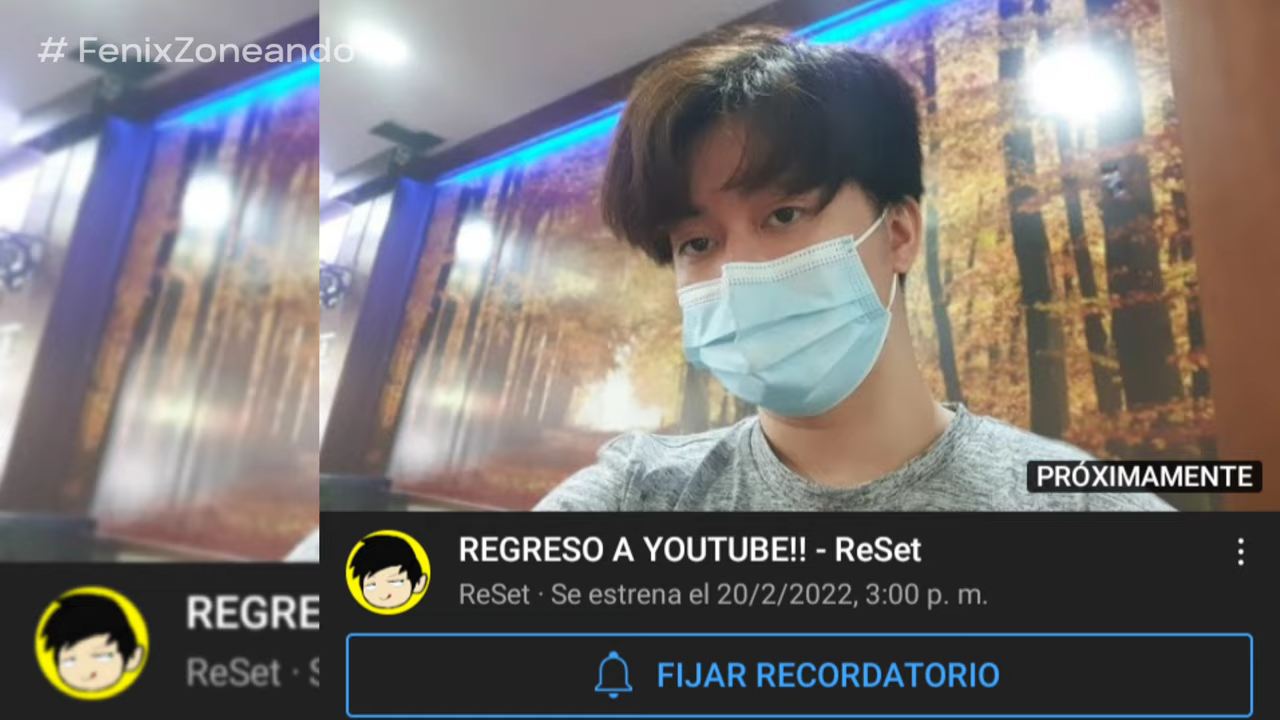 # FenixZoneando
PRÓXIMAMENTE
REGRESO A YOUTUBE!! - ReSet
ReSet · Se estrena el 20/2/2022, 3:00 p. m.
FIJAR RECORDATORIO
REGRE
ReSet · S